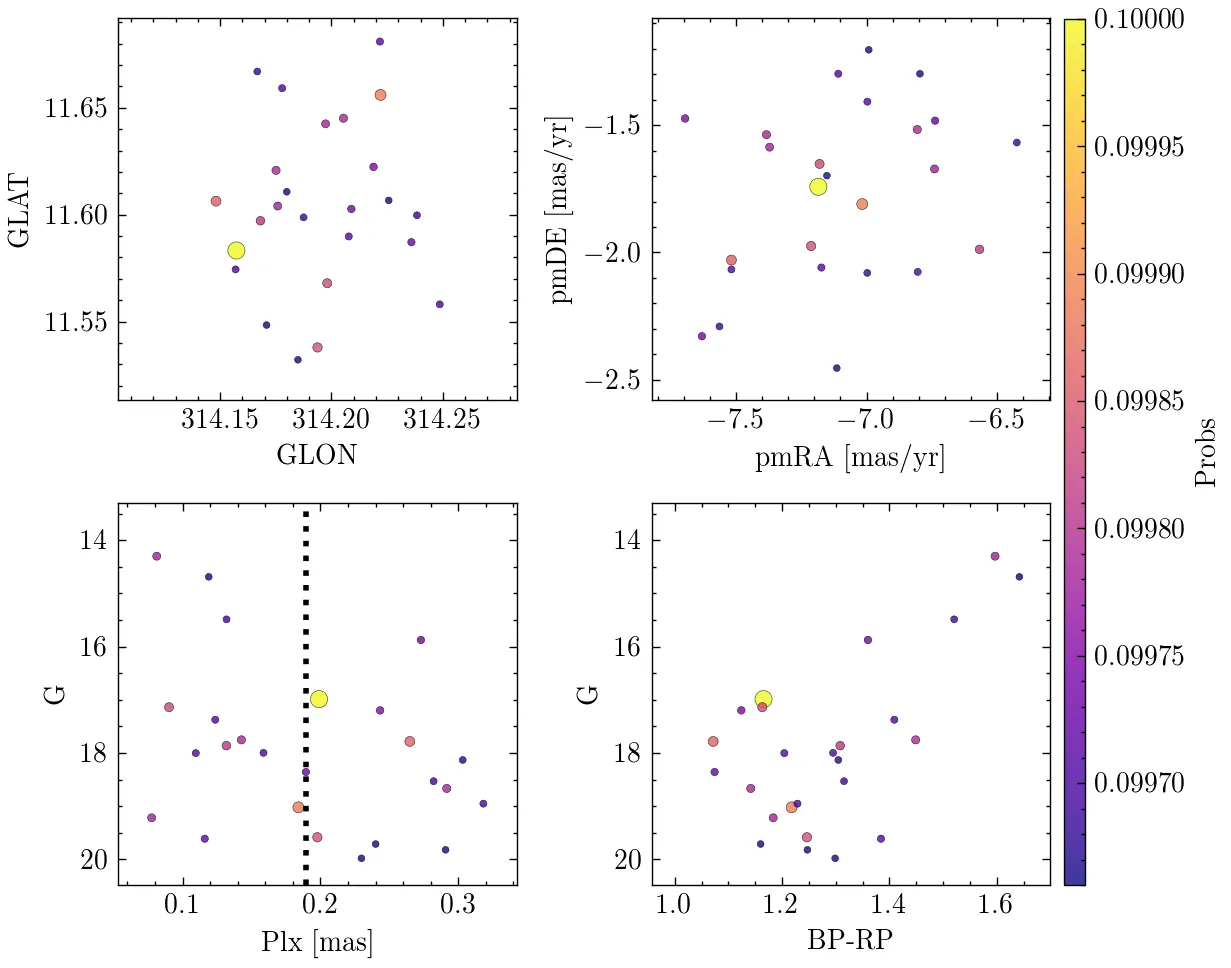 11.65
11.60
11.55
GLAT
314.15 314.20 314.25
GLON
−1.5
−2.0
−2.5
pmDE [mas/yr]
−7.5 −7.0 −6.5
pmRA [mas/yr]
0.10000
0.09995
0.09990
0.09985
0.09980
0.09975
0.09970
Probs
14
16
18
20
G
0.1 0.2 0.3
Plx [mas]
14
16
18
20
G
1.0 1.2 1.4 1.6
BP-RP